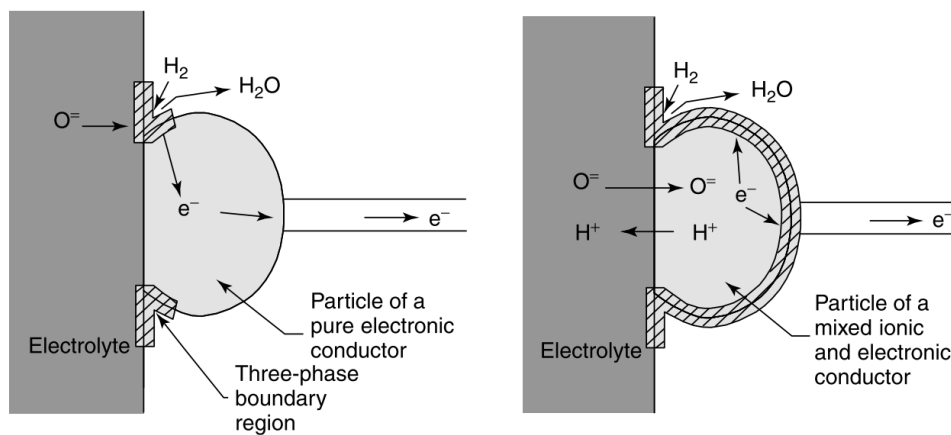 H₂
H₂O
O⁼
e⁻
e⁻
Particle of a
pure electronic
conductor
Electrolyte
Three-phase
boundary
region
H₂
H₂O
O⁼
O⁼
e⁻
H⁺
H⁺
e⁻
Particle of a
mixed ionic
and electronic
conductor
Electrolyte